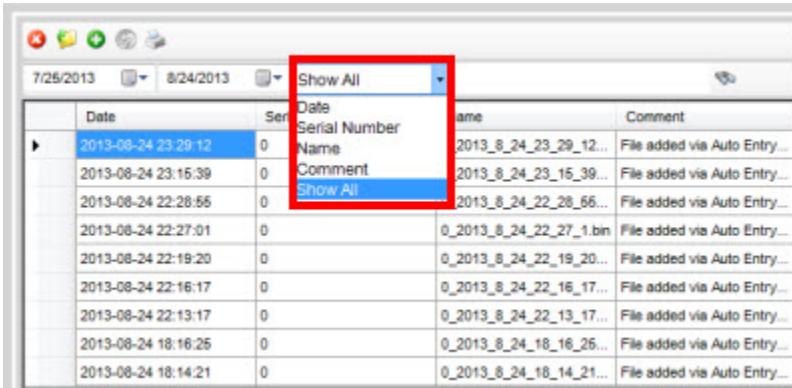 7/25/2013 8/24/2013 Show All
Date
Serial Number
Name
Comment
Show All
Date Seri ame Comment
2013-08-24 23:29:12 0 _2013_8_24_23_29_12... File added via Auto Entry...
2013-08-24 23:15:39 0 _2013_8_24_23_15_39... File added via Auto Entry...
2013-08-24 22:28:55 0 _2013_8_24_22_28_55... File added via Auto Entry...
2013-08-24 22:27:01 0 0_2013_8_24_22_27_1.bin File added via Auto Entry...
2013-08-24 22:19:20 0 0_2013_8_24_22_19_20... File added via Auto Entry...
2013-08-24 22:16:17 0 0_2013_8_24_22_16_17... File added via Auto Entry...
2013-08-24 22:13:17 0 0_2013_8_24_22_13_17... File added via Auto Entry...
2013-08-24 18:16:25 0 0_2013_8_24_18_16_25... File added via Auto Entry...
2013-08-24 18:14:21 0 0_2013_8_24_18_14_21... File added via Auto Entry...